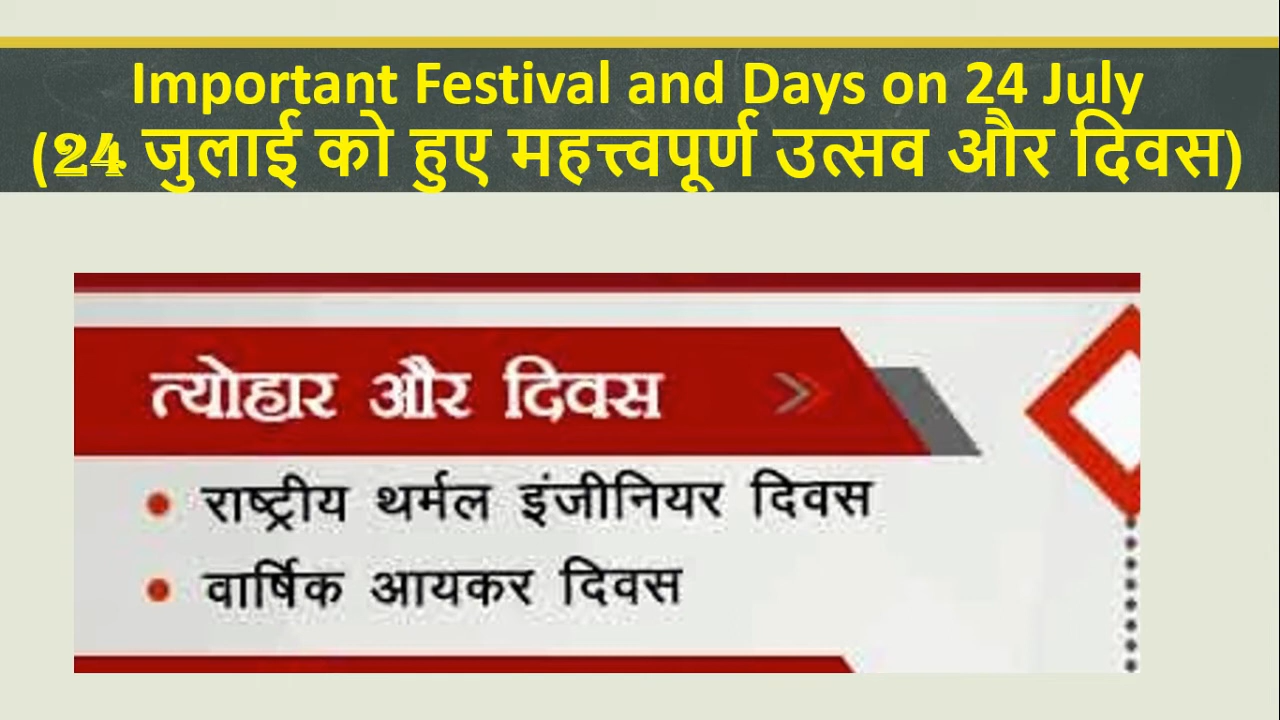 Important Festival and Days on 24 July
(24 जुलाई को हुए महत्त्वपूर्ण उत्सव और दिवस)
त्योहार और दिवस
राष्ट्रीय थर्मल इंजीनियर दिवस
वार्षिक आयकर दिवस